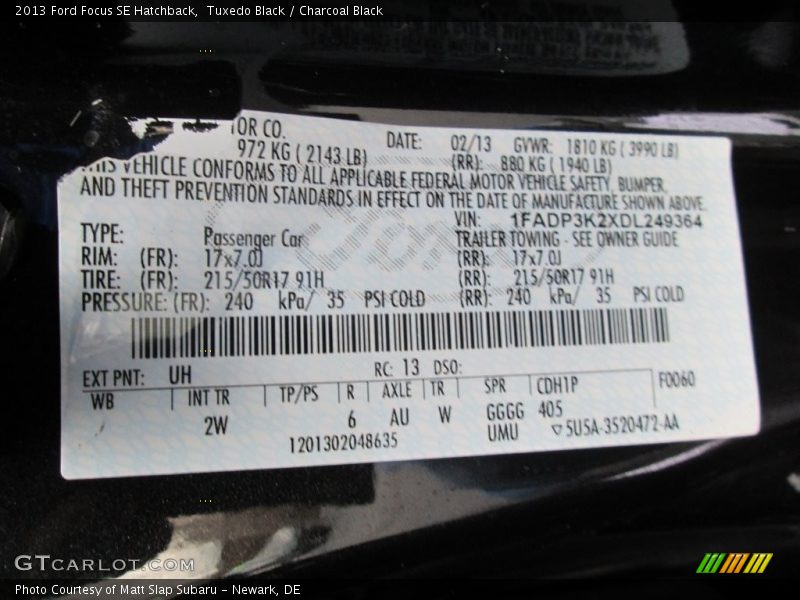 2013 Ford Focus SE Hatchback, Tuxedo Black / Charcoal Black
OR CO. DATE: 02/13 GVWR: 1810 KG ( 3990 LB)
972 KG ( 2143 LB) (RR): 880 KG ( 1940 LB)
THIS VEHICLE CONFORMS TO ALL APPLICABLE FEDERAL MOTOR VEHICLE SAFETY, BUMPER,
AND THEFT PREVENTION STANDARDS IN EFFECT ON THE DATE OF MANUFACTURE SHOWN ABOVE.
VIN: 1FADP3K2XDL249364
TYPE: Passenger Car TRAILER TOWING - SEE OWNER GUIDE
RIM: (FR): 17x7.0J (RR): 17x7.0J
TIRE: (FR): 215/50R17 91H (RR): 215/50R17 91H
PRESSURE: (FR): 240 kPa/ 35 PSI COLD (RR): 240 kPa/ 35 PSI COLD
EXT PNT: UH RC: 13 DSO: F0060
WB INT TR TP/PS R AXLE TR SPR CDH1P
2W 6 AU W GGGG 405
1201302048635 UMU ▽5U5A-3520472-AA
GTCARLOT.COM
Photo Courtesy of Matt Slap Subaru - Newark, DE